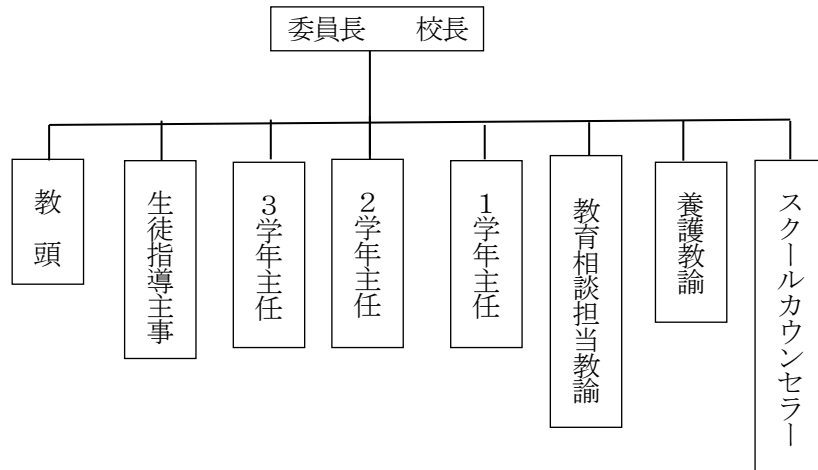 委員長　　校長
教頭
生徒指導主事
３学年主任
２学年主任
１学年主任
教育相談担当教諭
養護教諭
スクールカウンセラー